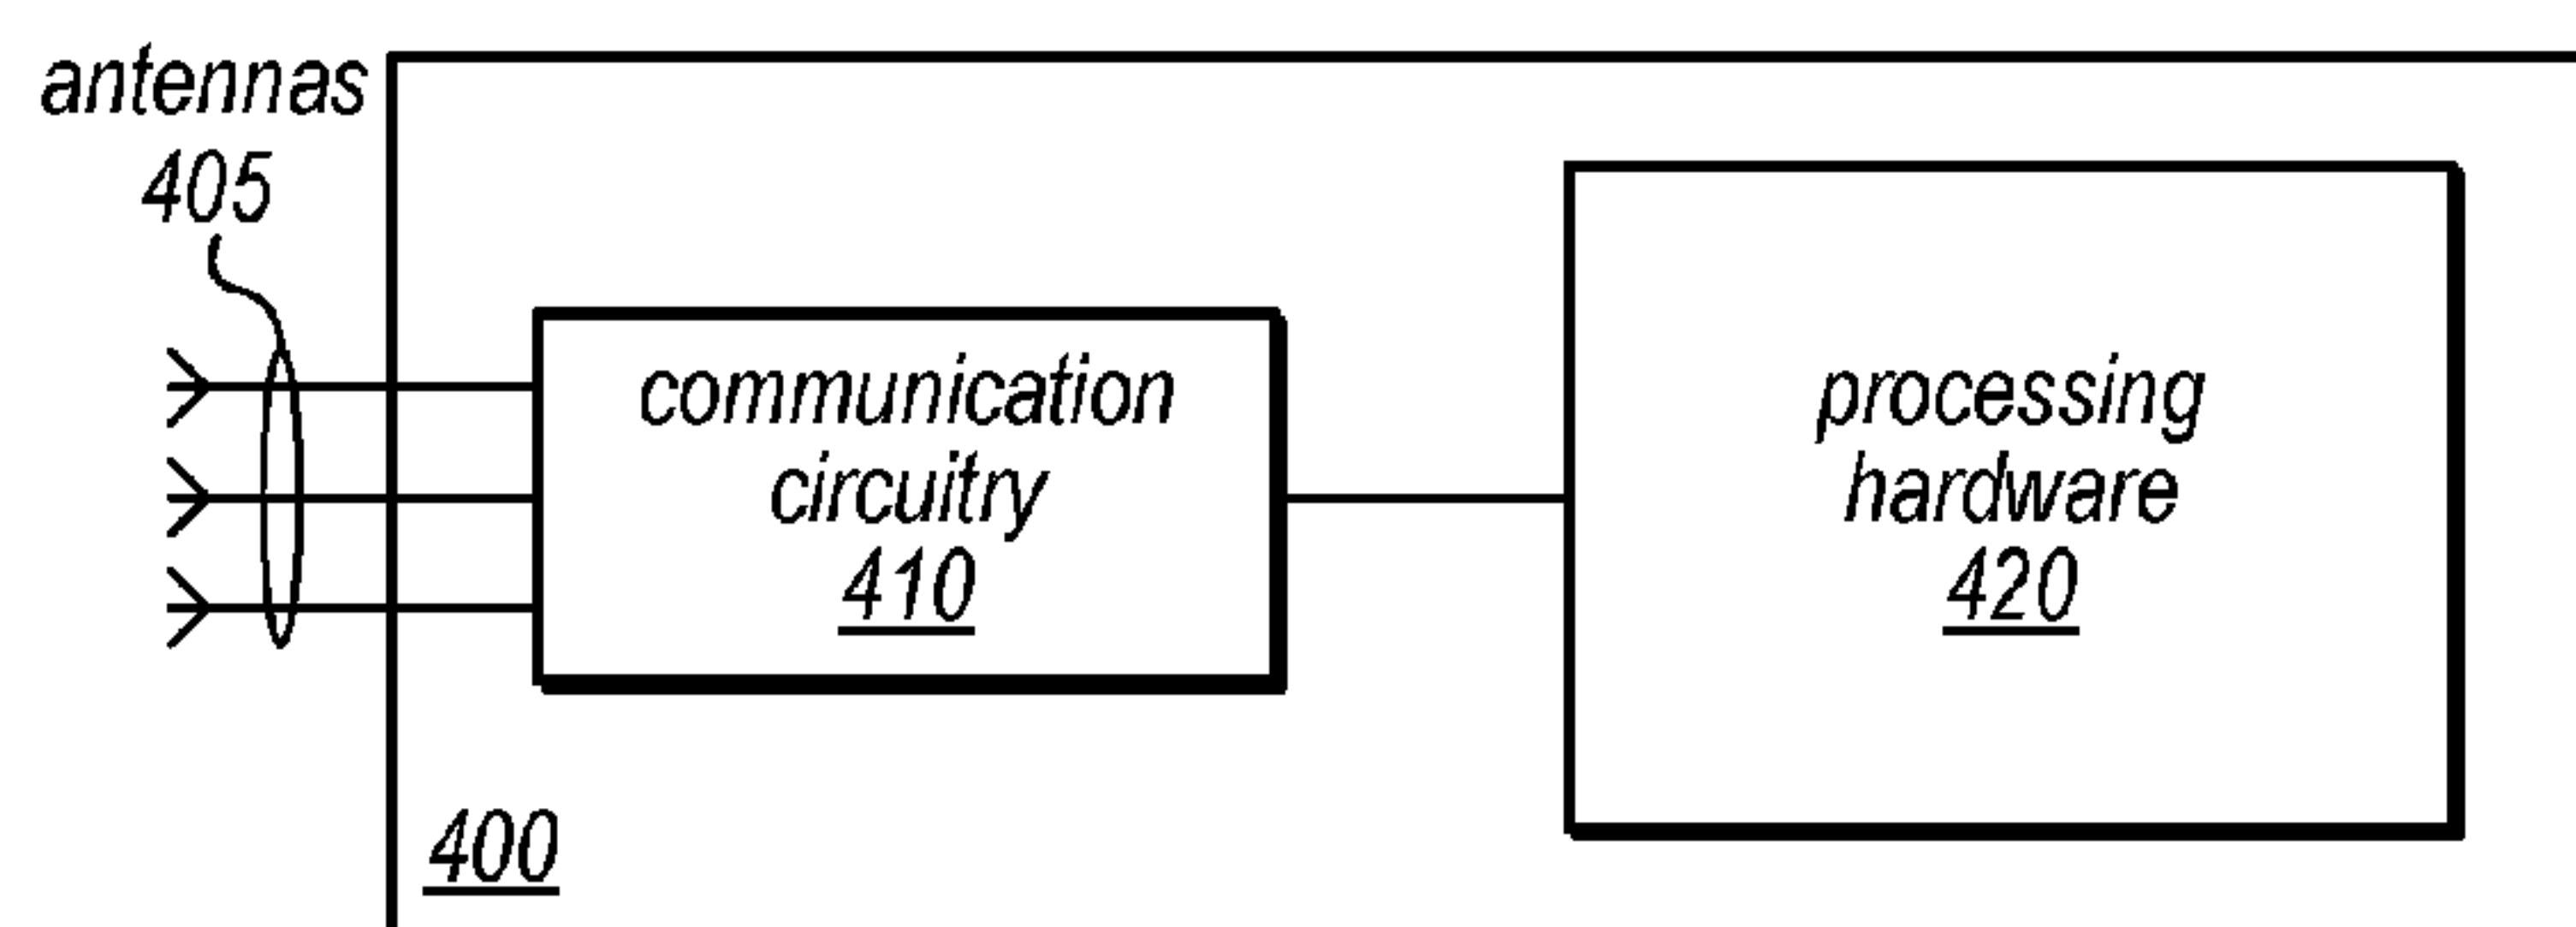 antennas
405
communication
circuitry
410
processing
hardware
420
400